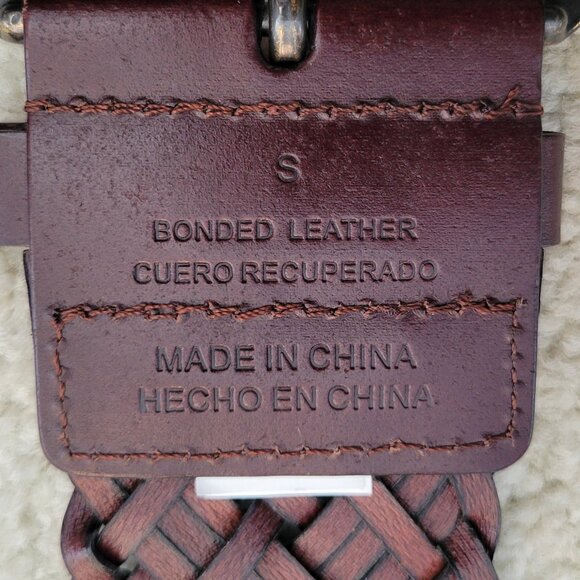 S
BONDED LEATHER
CUERO RECUPERADO
MADE IN CHINA
HECHO EN CHINA